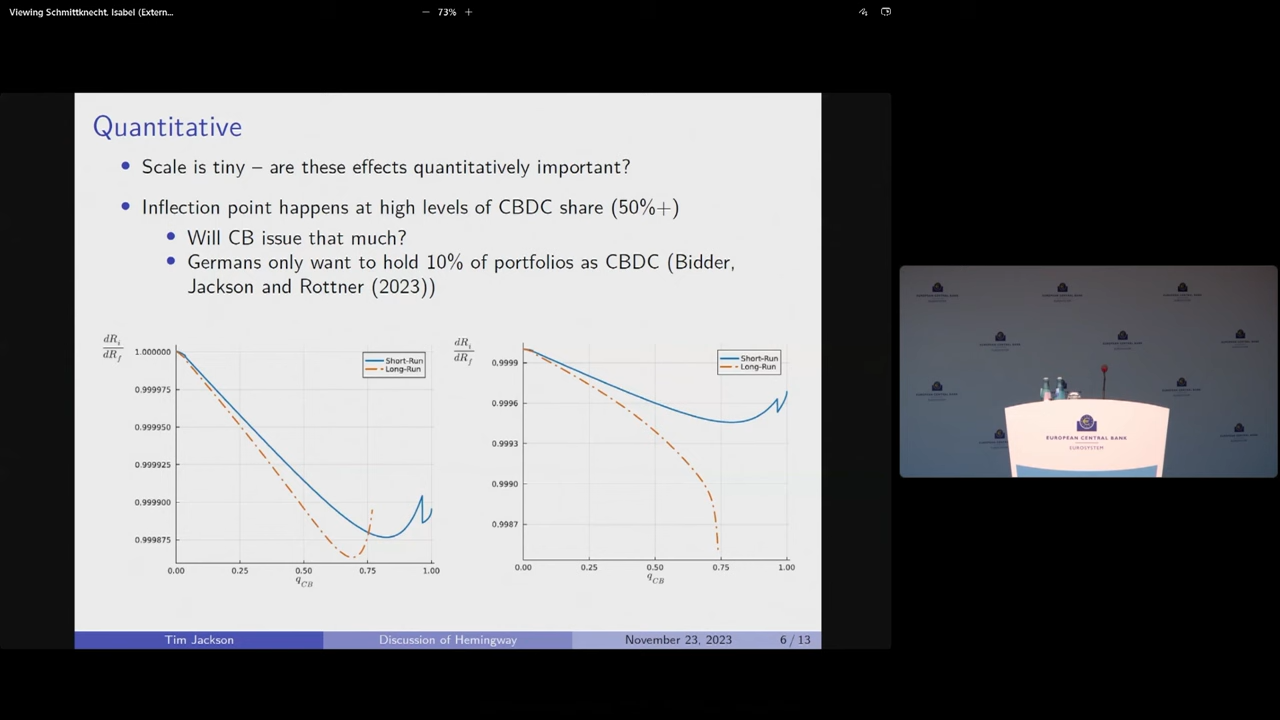 Viewing Schmittknecht, Isabel (Extern...
− 73% +
Quantitative
Scale is tiny – are these effects quantitatively important?
Inflection point happens at high levels of CBDC share (50%+)
Will CB issue that much?
Germans only want to hold 10% of portfolios as CBDC (Bidder,
Jackson and Rottner (2023))
dR_i
dR_f
1.000000
0.999975
0.999950
0.999925
0.999900
0.999875
Short-Run
Long-Run
0.00 0.25 0.50 0.75 1.00
q_CB
dR_i
dR_f
0.9999
0.9996
0.9993
0.9990
0.9987
Short-Run
Long-Run
0.00 0.25 0.50 0.75 1.00
q_CB
Tim Jackson Discussion of Hemingway November 23, 2023 6 / 13
EUROPEAN CENTRAL BANK
EUROSYSTEM